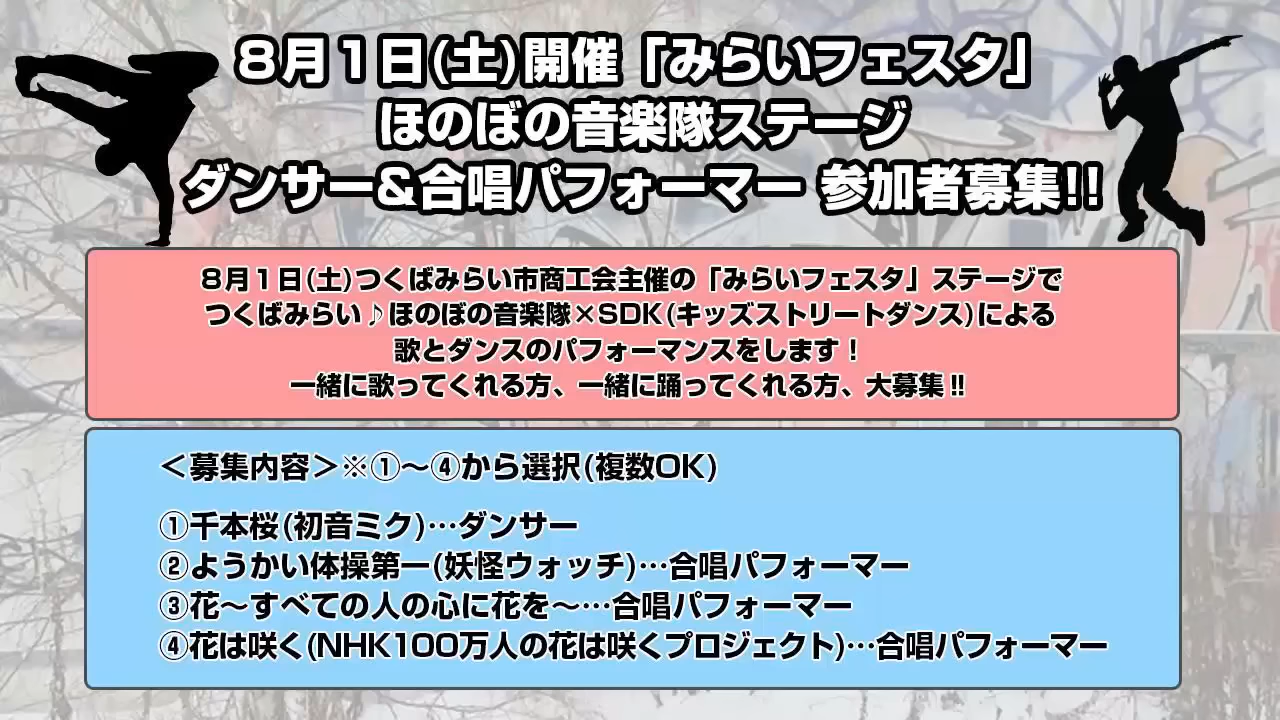 8月1日(土)開催「みらいフェスタ」
ほのぼの音楽隊ステージ
ダンサー&合唱パフォーマー 参加者募集!!
8月1日(土)つくばみらい市商工会主催の「みらいフェスタ」ステージで
つくばみらい♪ほのぼの音楽隊×SDK(キッズストリートダンス)による
歌とダンスのパフォーマンスをします！
一緒に歌ってくれる方、一緒に踊ってくれる方、大募集!!
＜募集内容＞※①～④から選択(複数OK)
①千本桜(初音ミク)…ダンサー
②ようかい体操第一(妖怪ウォッチ)…合唱パフォーマー
③花～すべての人の心に花を～…合唱パフォーマー
④花は咲く(NHK100万人の花は咲くプロジェクト)…合唱パフォーマー